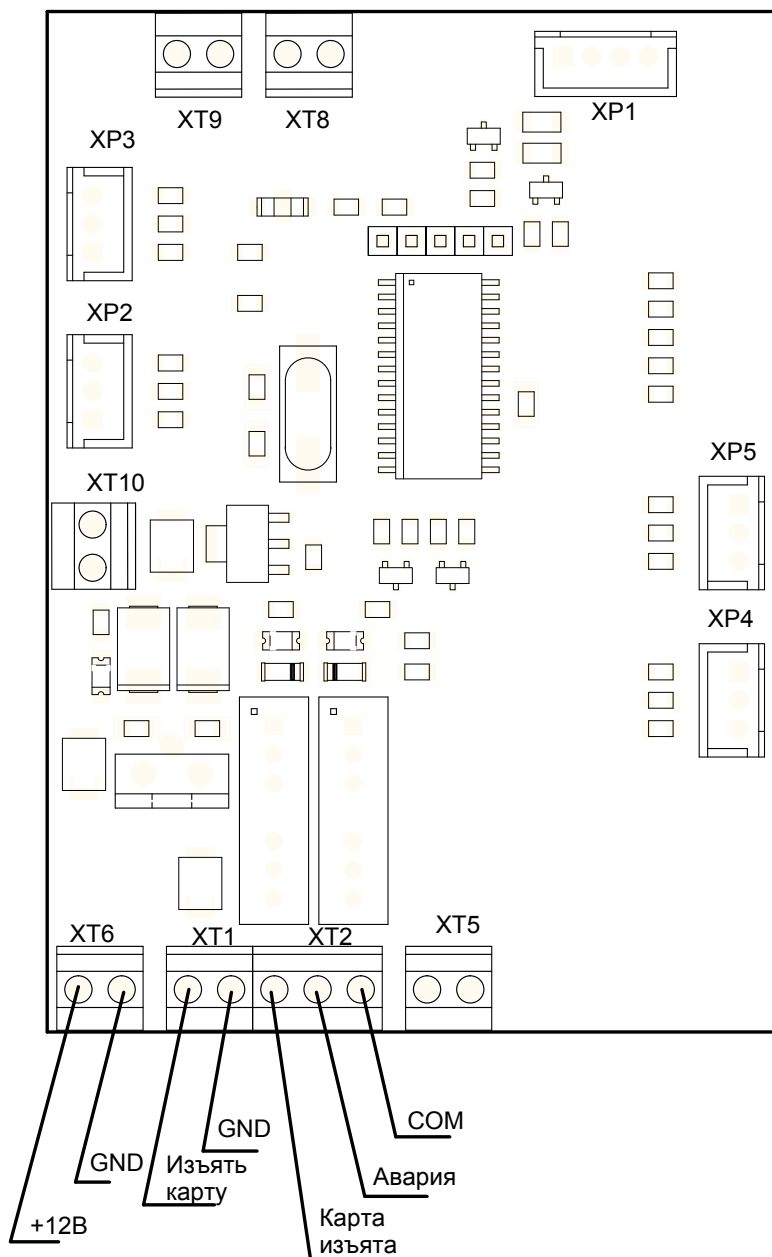 XT9
XT8
XP1
XP3
XP2
XT10
XP5
XP4
XT6
XT1
XT2
XT5
GND
COM
GND
Изъять
карту
Авария
+12В
Карта
изъята